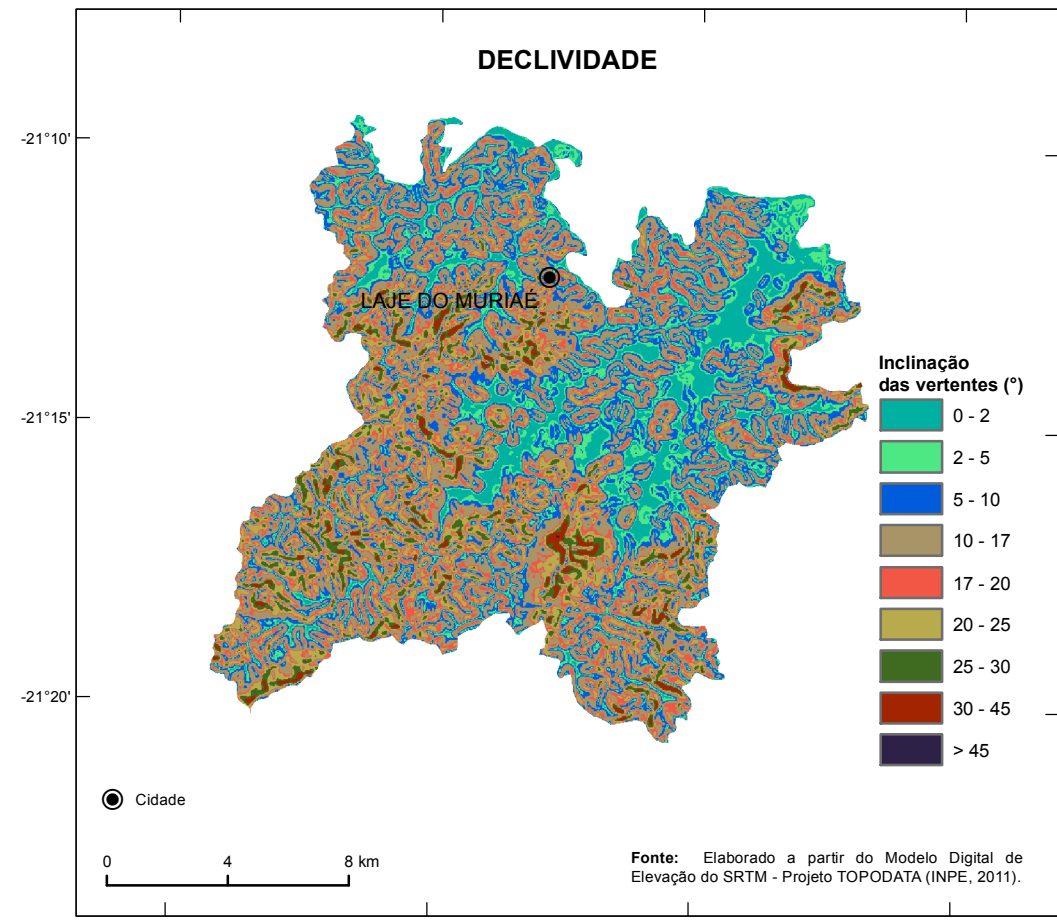 DECLIVIDADE
-21°10'
LAJE DO MURIAÉ
Inclinação
das vertentes (°)
0 - 2
-21°15'
2 - 5
5 - 10
10 - 17
17 - 20
20 - 25
25 - 30
-21°20'
30 - 45
> 45
Cidade
0 4 8 km
Fonte: Elaborado a partir do Modelo Digital de
Elevação do SRTM - Projeto TOPODATA (INPE, 2011).